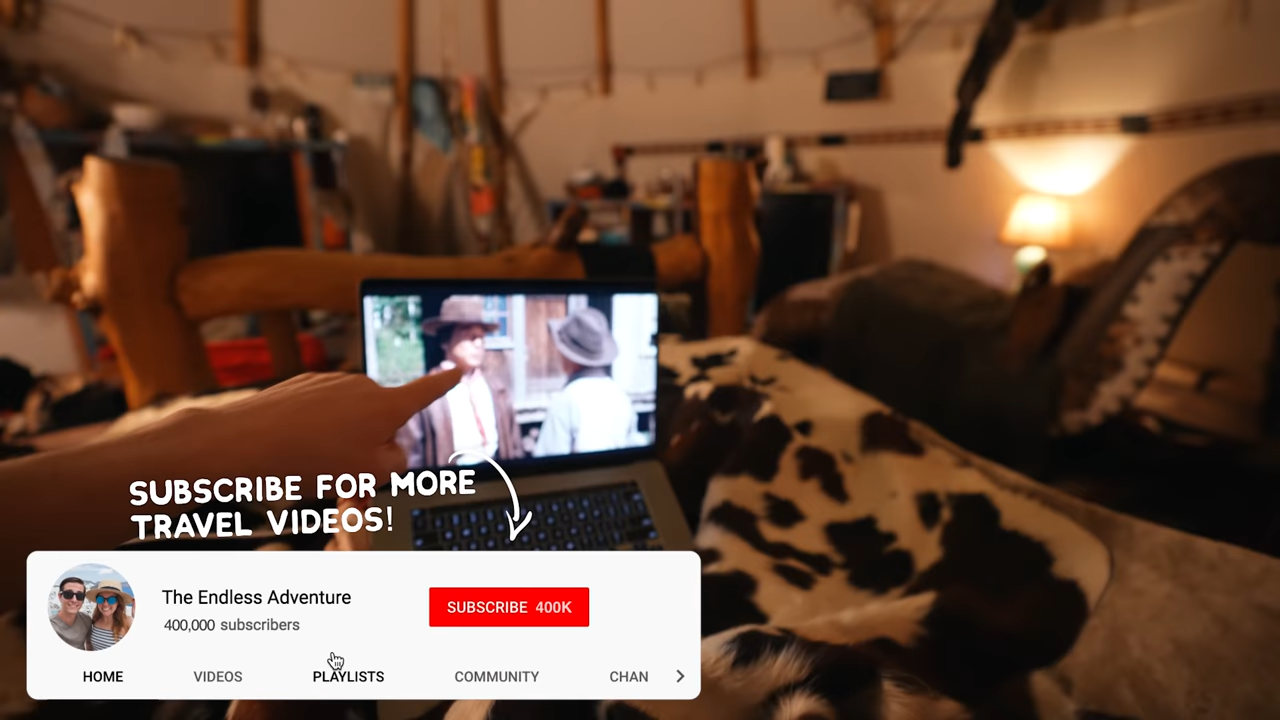 SUBSCRIBE FOR MORE
TRAVEL VIDEOS!
The Endless Adventure
400,000 subscribers
SUBSCRIBE 400K
HOME VIDEOS PLAYLISTS COMMUNITY CHAN